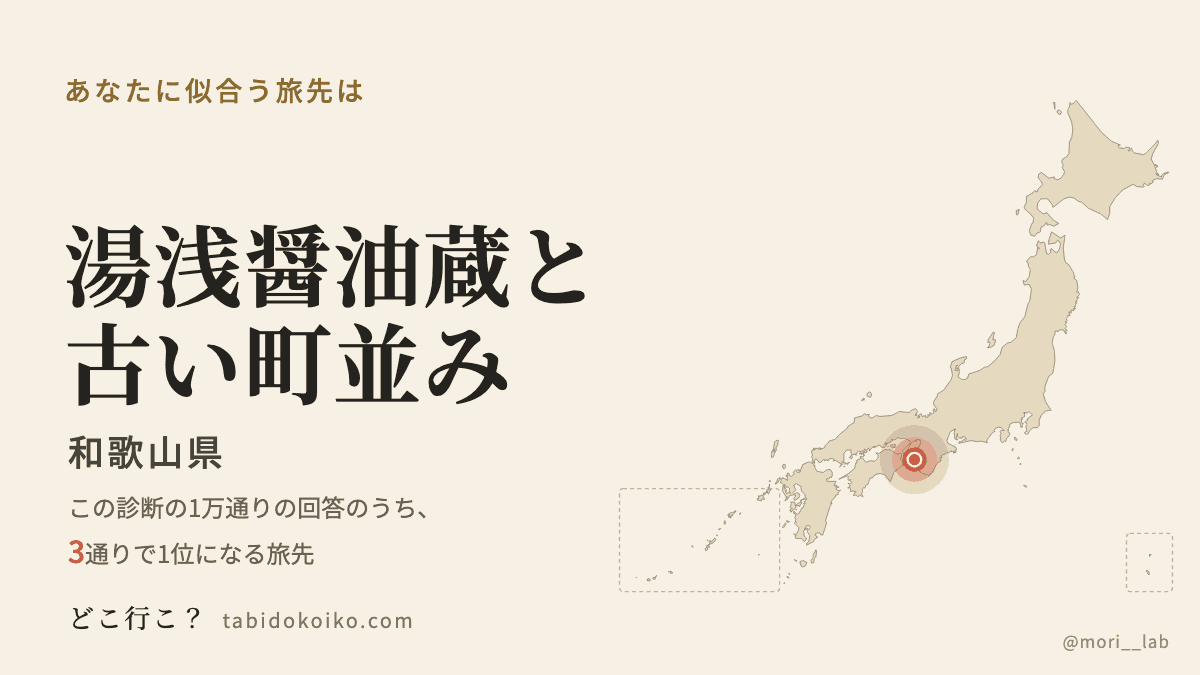 あなたに似合う旅先は
湯浅醤油蔵と
古い町並み
和歌山県
この診断の1万通りの回答のうち、
3通りで1位になる旅先
どこ行こ？ tabidokoiko.com
@mori__lab